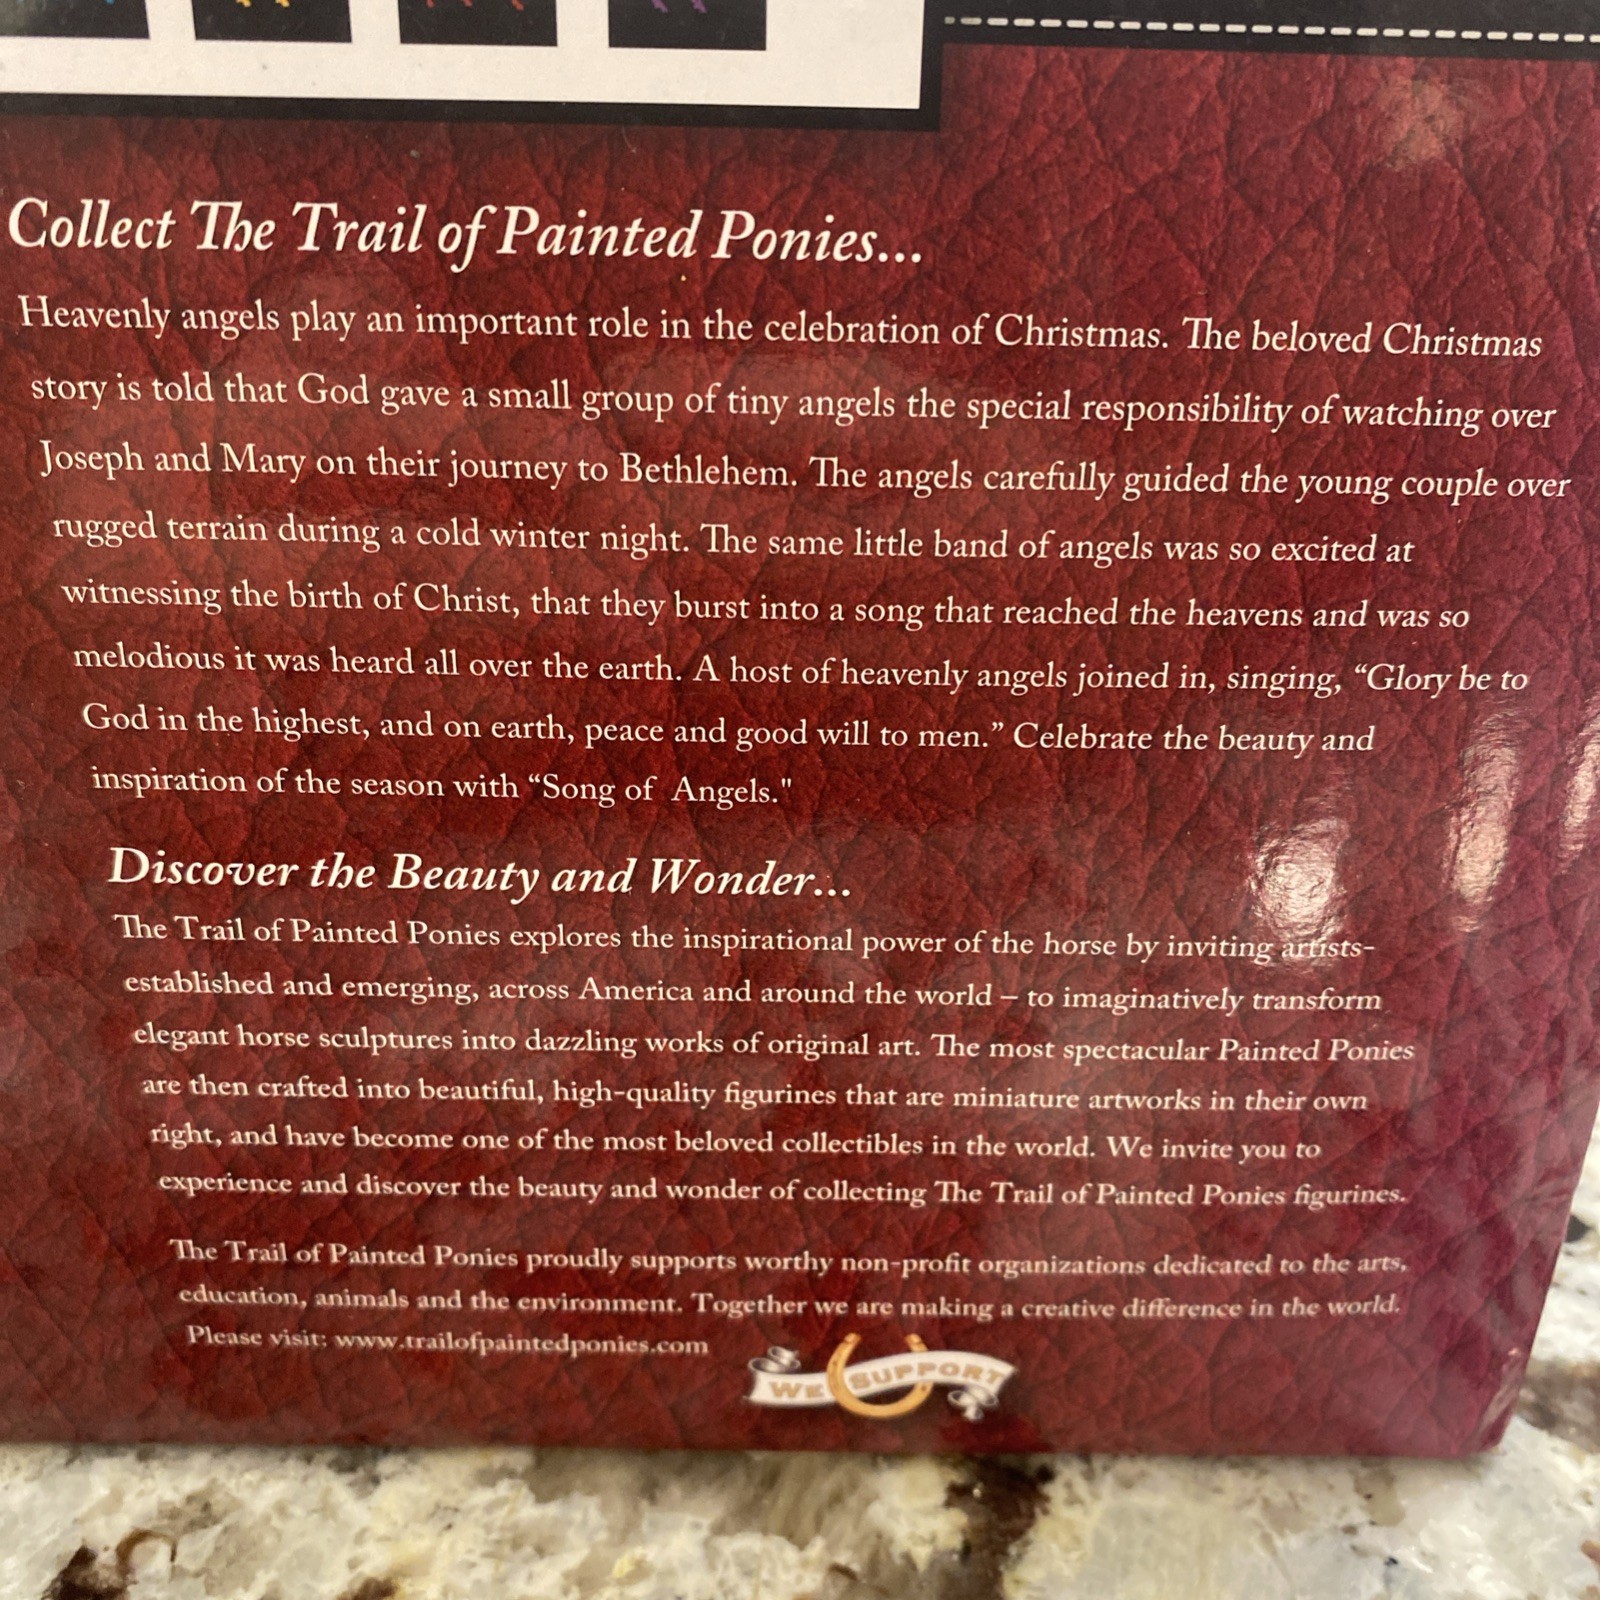 Collect The Trail of Painted Ponies...
Heavenly angels play an important role in the celebration of Christmas. The beloved Christmas
story is told that God gave a small group of tiny angels the special responsibility of watching over
Joseph and Mary on their journey to Bethlehem. The angels carefully guided the young couple over
rugged terrain during a cold winter night. The same little band of angels was so excited at
witnessing the birth of Christ, that they burst into a song that reached the heavens and was so
melodious it was heard all over the earth. A host of heavenly angels joined in, singing, “Glory be to
God in the highest, and on earth, peace and good will to men.” Celebrate the beauty and
inspiration of the season with “Song of Angels."
Discover the Beauty and Wonder...
The Trail of Painted Ponies explores the inspirational power of the horse by inviting artists-
established and emerging, across America and around the world – to imaginatively transform
elegant horse sculptures into dazzling works of original art. The most spectacular Painted Ponies
are then crafted into beautiful, high-quality figurines that are miniature artworks in their own
right, and have become one of the most beloved collectibles in the world. We invite you to
experience and discover the beauty and wonder of collecting The Trail of Painted Ponies figurines.
The Trail of Painted Ponies proudly supports worthy non-profit organizations dedicated to the arts,
education, animals and the environment. Together we are making a creative difference in the world.
Please visit: www.trailofpaintedponies.com
WE SUPPORT